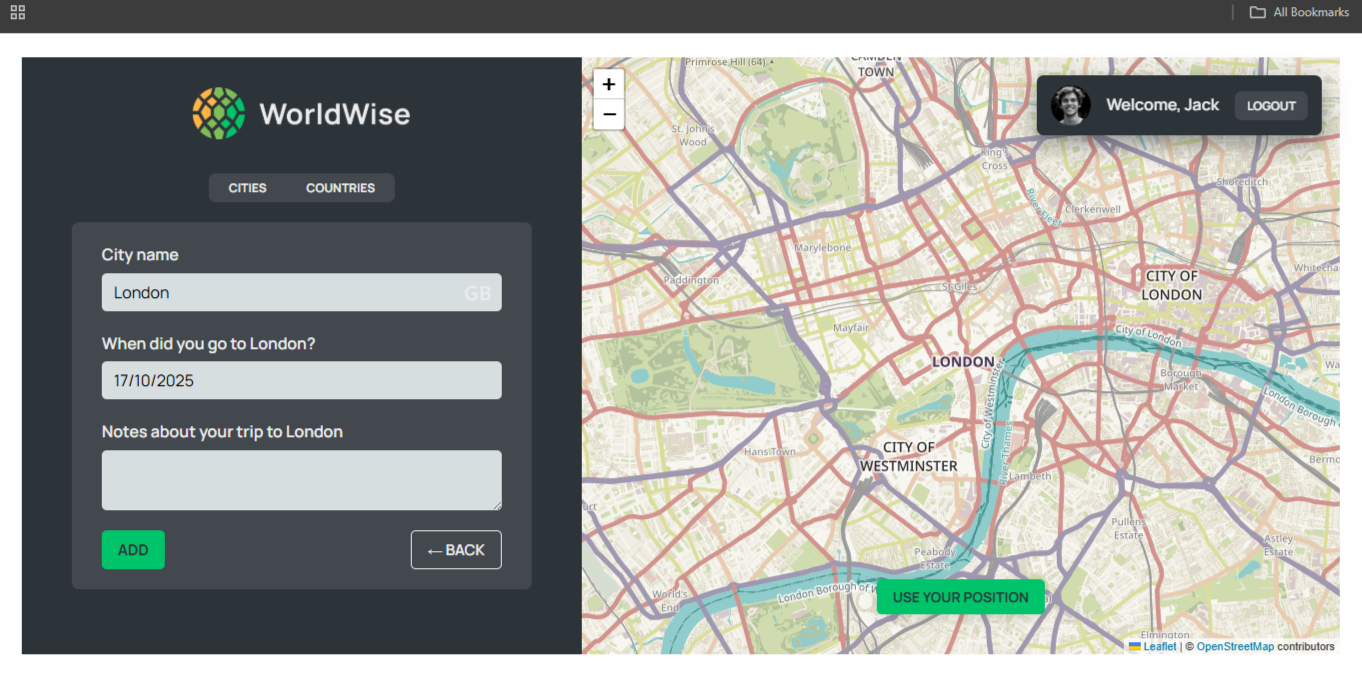 All Bookmarks
WorldWise
CITIES COUNTRIES
City name
London GB
When did you go to London?
17/10/2025
Notes about your trip to London
ADD
←BACK
+
−
Welcome, Jack LOGOUT
Primrose Hill (64)
CAMDEN
TOWN
St. John's
Wood
King's
Cross
Shoreditch
River Fleet
Clerkenwell
Marylebone
Paddington
St Giles
CITY OF
LONDON
Whitecha
Mayfair
City of London
LONDON
Borough
Market
Wa
London Borough
City of Westminster
CITY OF
WESTMINSTER
Hans Town
River Thames
Lambeth
Bermo
urt
Pullens
Estate
Astley
Estate
Peabody
Estate
World's
End
London Borough of W
USE YOUR POSITION
Elmington
Leaflet | © OpenStreetMap contributors